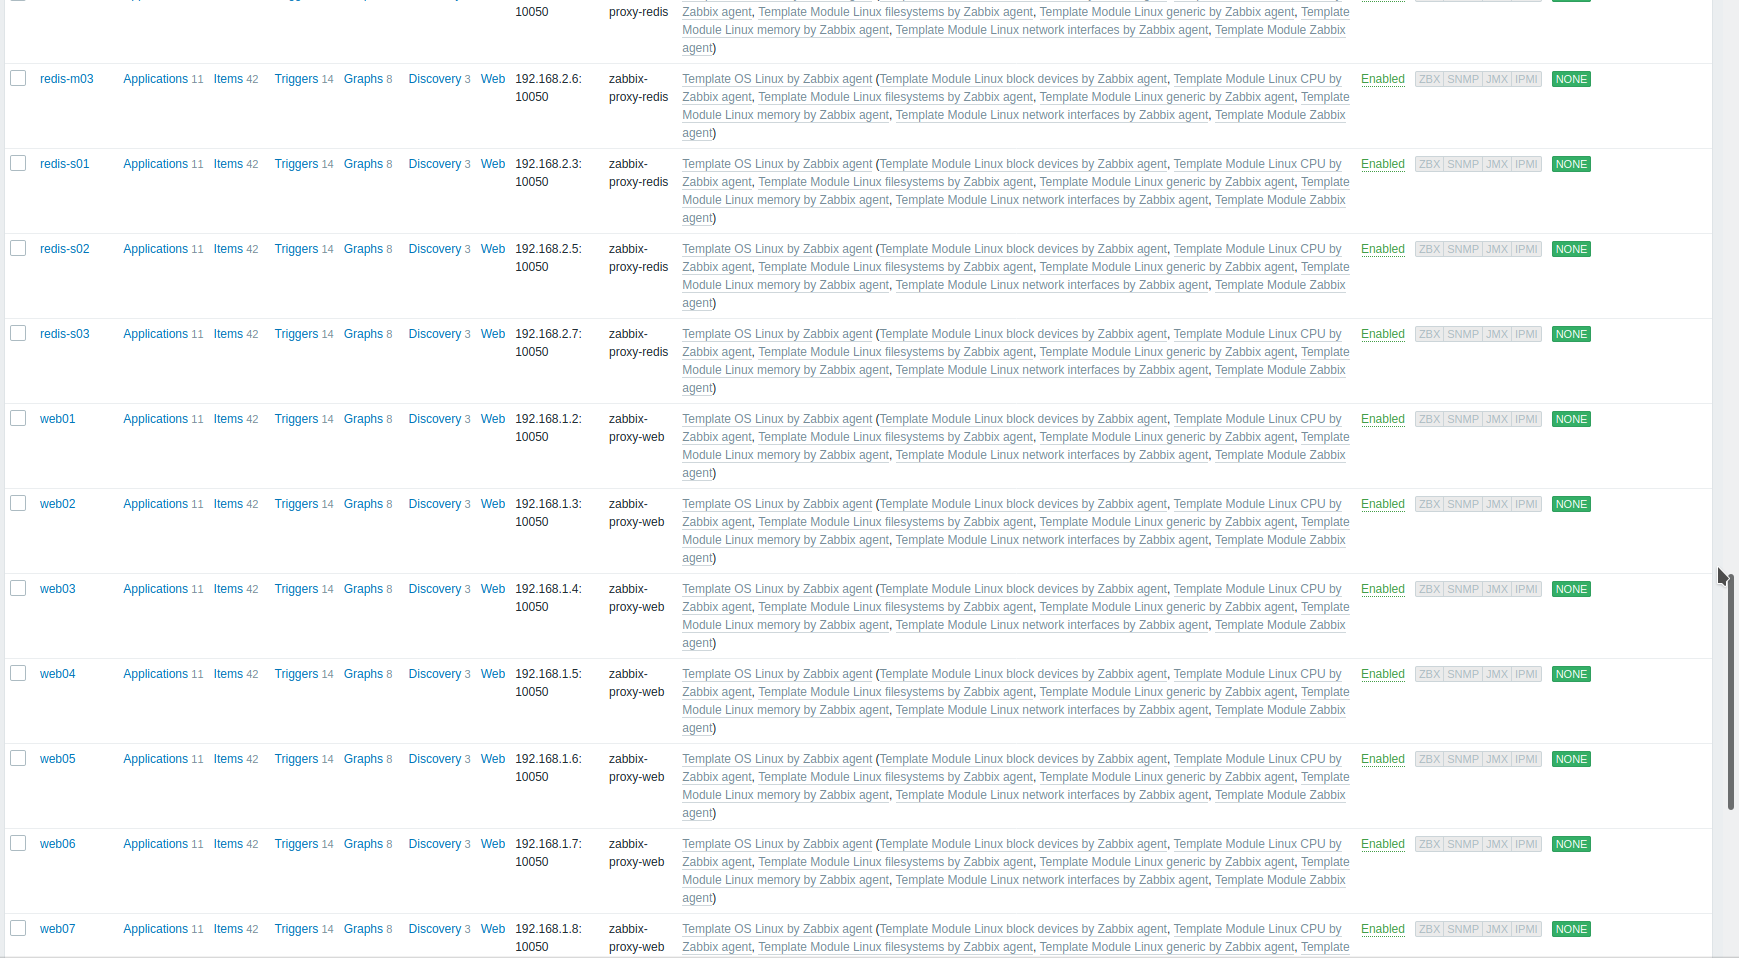 10050 proxy-redis Zabbix agent, Template Module Linux filesystems by Zabbix agent, Template Module Linux generic by Zabbix agent, Template
Module Linux memory by Zabbix agent, Template Module Linux network interfaces by Zabbix agent, Template Module Zabbix
agent)
redis-m03 Applications 11 Items 42 Triggers 14 Graphs 8 Discovery 3 Web 192.168.2.6: zabbix- Template OS Linux by Zabbix agent (Template Module Linux block devices by Zabbix agent, Template Module Linux CPU by Enabled ZBX SNMP JMX IPMI NONE
10050 proxy-redis Zabbix agent, Template Module Linux filesystems by Zabbix agent, Template Module Linux generic by Zabbix agent, Template
Module Linux memory by Zabbix agent, Template Module Linux network interfaces by Zabbix agent, Template Module Zabbix
agent)
redis-s01 Applications 11 Items 42 Triggers 14 Graphs 8 Discovery 3 Web 192.168.2.3: zabbix- Template OS Linux by Zabbix agent (Template Module Linux block devices by Zabbix agent, Template Module Linux CPU by Enabled ZBX SNMP JMX IPMI NONE
10050 proxy-redis Zabbix agent, Template Module Linux filesystems by Zabbix agent, Template Module Linux generic by Zabbix agent, Template
Module Linux memory by Zabbix agent, Template Module Linux network interfaces by Zabbix agent, Template Module Zabbix
agent)
redis-s02 Applications 11 Items 42 Triggers 14 Graphs 8 Discovery 3 Web 192.168.2.5: zabbix- Template OS Linux by Zabbix agent (Template Module Linux block devices by Zabbix agent, Template Module Linux CPU by Enabled ZBX SNMP JMX IPMI NONE
10050 proxy-redis Zabbix agent, Template Module Linux filesystems by Zabbix agent, Template Module Linux generic by Zabbix agent, Template
Module Linux memory by Zabbix agent, Template Module Linux network interfaces by Zabbix agent, Template Module Zabbix
agent)
redis-s03 Applications 11 Items 42 Triggers 14 Graphs 8 Discovery 3 Web 192.168.2.7: zabbix- Template OS Linux by Zabbix agent (Template Module Linux block devices by Zabbix agent, Template Module Linux CPU by Enabled ZBX SNMP JMX IPMI NONE
10050 proxy-redis Zabbix agent, Template Module Linux filesystems by Zabbix agent, Template Module Linux generic by Zabbix agent, Template
Module Linux memory by Zabbix agent, Template Module Linux network interfaces by Zabbix agent, Template Module Zabbix
agent)
web01 Applications 11 Items 42 Triggers 14 Graphs 8 Discovery 3 Web 192.168.1.2: zabbix- Template OS Linux by Zabbix agent (Template Module Linux block devices by Zabbix agent, Template Module Linux CPU by Enabled ZBX SNMP JMX IPMI NONE
10050 proxy-web Zabbix agent, Template Module Linux filesystems by Zabbix agent, Template Module Linux generic by Zabbix agent, Template
Module Linux memory by Zabbix agent, Template Module Linux network interfaces by Zabbix agent, Template Module Zabbix
agent)
web02 Applications 11 Items 42 Triggers 14 Graphs 8 Discovery 3 Web 192.168.1.3: zabbix- Template OS Linux by Zabbix agent (Template Module Linux block devices by Zabbix agent, Template Module Linux CPU by Enabled ZBX SNMP JMX IPMI NONE
10050 proxy-web Zabbix agent, Template Module Linux filesystems by Zabbix agent, Template Module Linux generic by Zabbix agent, Template
Module Linux memory by Zabbix agent, Template Module Linux network interfaces by Zabbix agent, Template Module Zabbix
agent)
web03 Applications 11 Items 42 Triggers 14 Graphs 8 Discovery 3 Web 192.168.1.4: zabbix- Template OS Linux by Zabbix agent (Template Module Linux block devices by Zabbix agent, Template Module Linux CPU by Enabled ZBX SNMP JMX IPMI NONE
10050 proxy-web Zabbix agent, Template Module Linux filesystems by Zabbix agent, Template Module Linux generic by Zabbix agent, Template
Module Linux memory by Zabbix agent, Template Module Linux network interfaces by Zabbix agent, Template Module Zabbix
agent)
web04 Applications 11 Items 42 Triggers 14 Graphs 8 Discovery 3 Web 192.168.1.5: zabbix- Template OS Linux by Zabbix agent (Template Module Linux block devices by Zabbix agent, Template Module Linux CPU by Enabled ZBX SNMP JMX IPMI NONE
10050 proxy-web Zabbix agent, Template Module Linux filesystems by Zabbix agent, Template Module Linux generic by Zabbix agent, Template
Module Linux memory by Zabbix agent, Template Module Linux network interfaces by Zabbix agent, Template Module Zabbix
agent)
web05 Applications 11 Items 42 Triggers 14 Graphs 8 Discovery 3 Web 192.168.1.6: zabbix- Template OS Linux by Zabbix agent (Template Module Linux block devices by Zabbix agent, Template Module Linux CPU by Enabled ZBX SNMP JMX IPMI NONE
10050 proxy-web Zabbix agent, Template Module Linux filesystems by Zabbix agent, Template Module Linux generic by Zabbix agent, Template
Module Linux memory by Zabbix agent, Template Module Linux network interfaces by Zabbix agent, Template Module Zabbix
agent)
web06 Applications 11 Items 42 Triggers 14 Graphs 8 Discovery 3 Web 192.168.1.7: zabbix- Template OS Linux by Zabbix agent (Template Module Linux block devices by Zabbix agent, Template Module Linux CPU by Enabled ZBX SNMP JMX IPMI NONE
10050 proxy-web Zabbix agent, Template Module Linux filesystems by Zabbix agent, Template Module Linux generic by Zabbix agent, Template
Module Linux memory by Zabbix agent, Template Module Linux network interfaces by Zabbix agent, Template Module Zabbix
agent)
web07 Applications 11 Items 42 Triggers 14 Graphs 8 Discovery 3 Web 192.168.1.8: zabbix- Template OS Linux by Zabbix agent (Template Module Linux block devices by Zabbix agent, Template Module Linux CPU by Enabled ZBX SNMP JMX IPMI NONE
10050 proxy-web Zabbix agent, Template Module Linux filesystems by Zabbix agent, Template Module Linux generic by Zabbix agent, Template